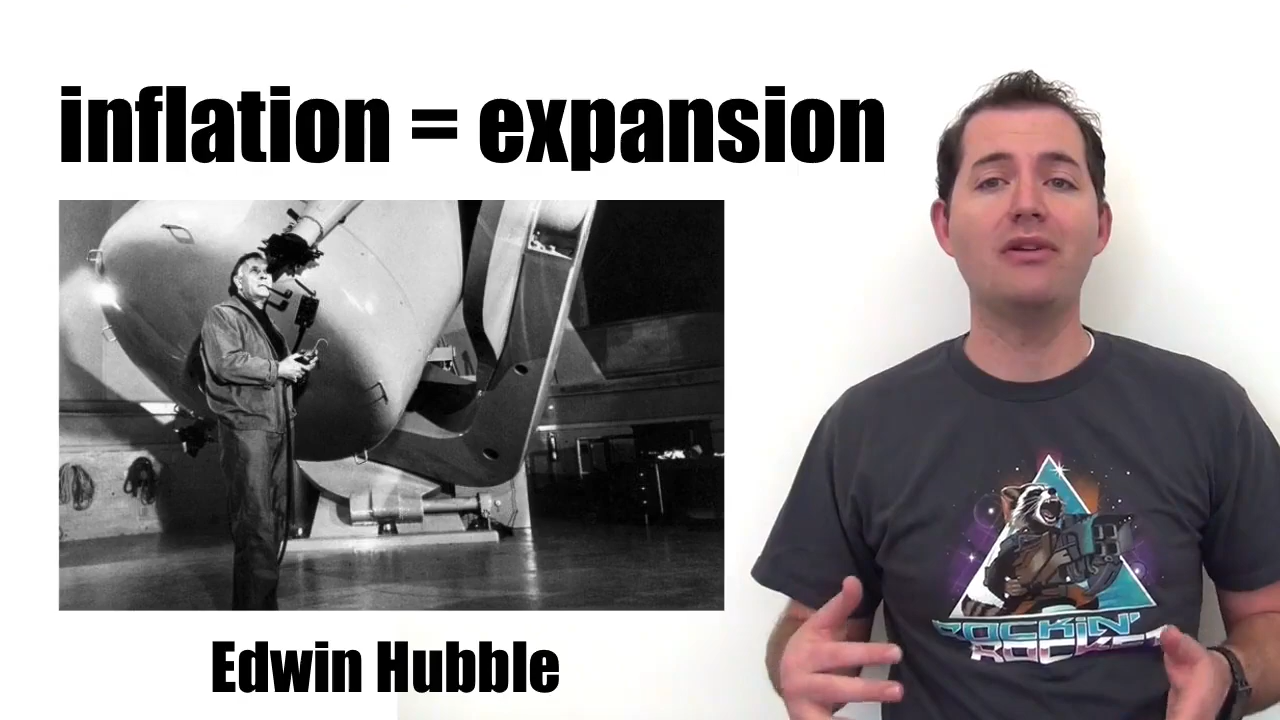 inflation = expansion
Edwin Hubble
ROCKIN'
ROCKET